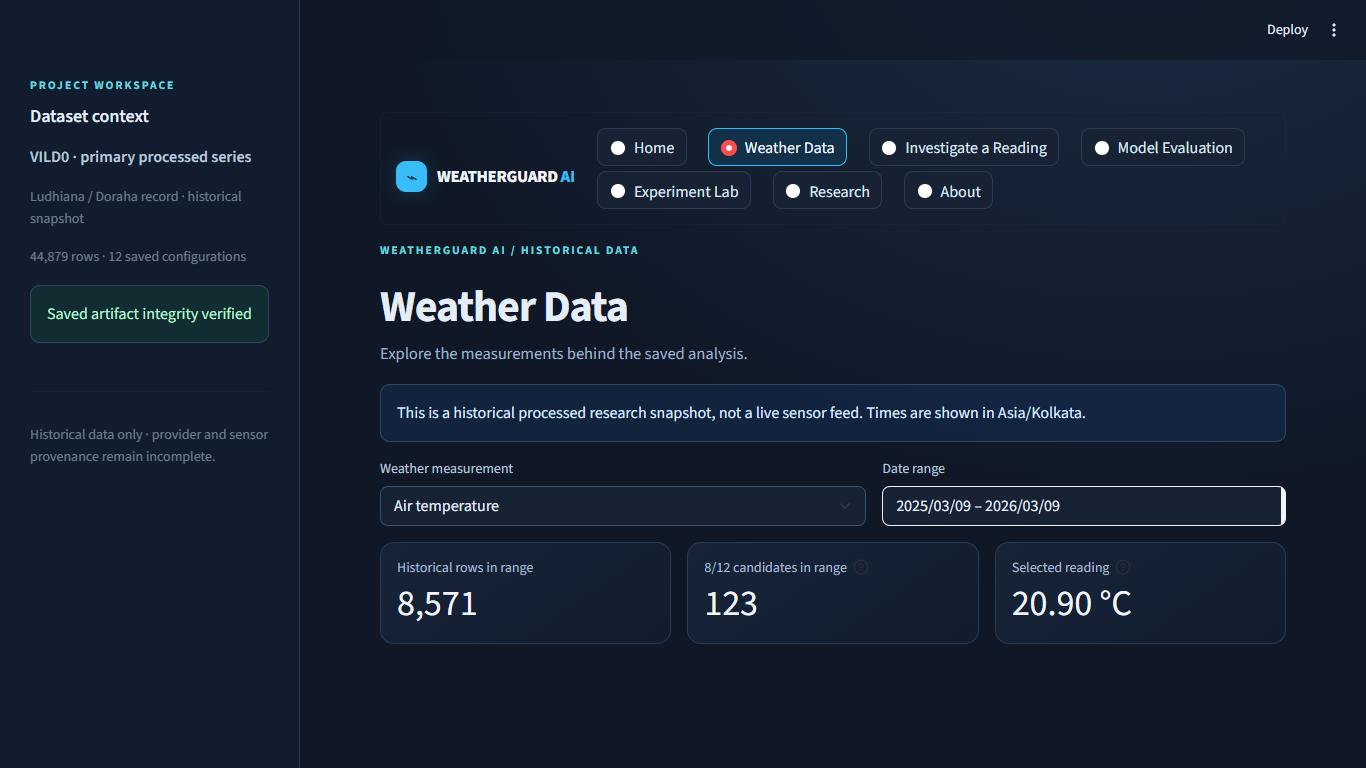 Deploy
PROJECT WORKSPACE
Dataset context
VILD0 · primary processed series
Ludhiana / Doraha record · historical
snapshot
44,879 rows · 12 saved configurations
Saved artifact integrity verified
Historical data only · provider and sensor
provenance remain incomplete.
WEATHERGUARD AI
Home
Weather Data
Investigate a Reading
Model Evaluation
Experiment Lab
Research
About
WEATHERGUARD AI / HISTORICAL DATA
Weather Data
Explore the measurements behind the saved analysis.
This is a historical processed research snapshot, not a live sensor feed. Times are shown in Asia/Kolkata.
Weather measurement
Air temperature
Date range
2025/03/09 – 2026/03/09
Historical rows in range
8,571
8/12 candidates in range
123
Selected reading
20.90 °C